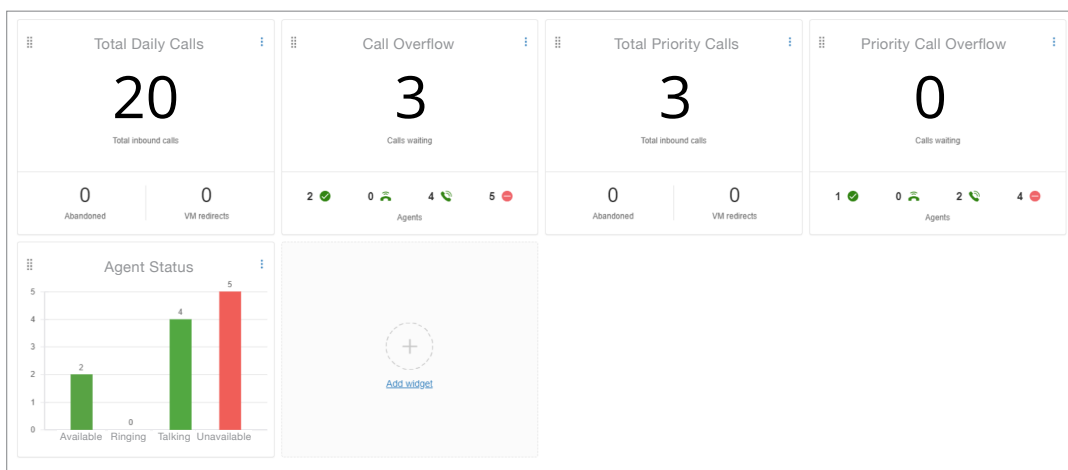 Total Daily Calls
20
Total inbound calls
0 0
Abandoned VM redirects
Call Overflow
3
Calls waiting
2 0 4 5
Agents
Total Priority Calls
3
Total inbound calls
0 0
Abandoned VM redirects
Priority Call Overflow
0
Calls waiting
1 0 2 4
Agents
Agent Status
5
5
4
4
3
2
2
1
0
0
Available Ringing Talking Unavailable
Add widget